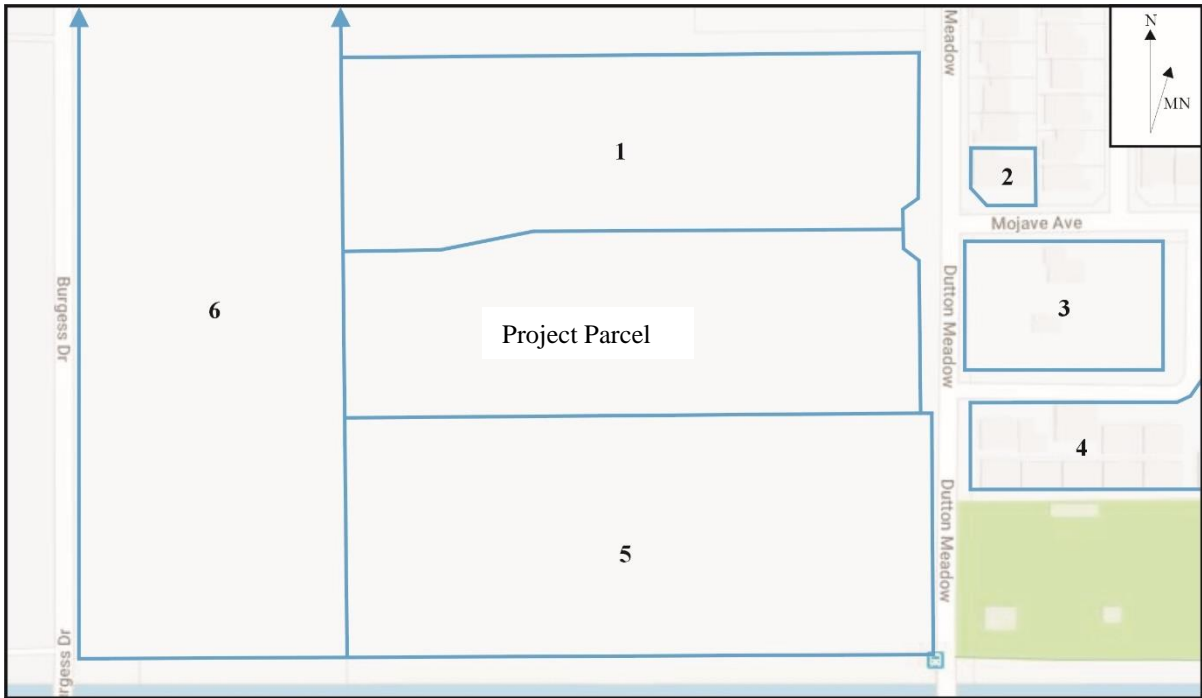 Meadow
N
MN
1
2
Mojave Ave
Burgess Dr
6
Project Parcel
Dutton Meadow
3
4
5
Dutton Meadow
rgess Dr